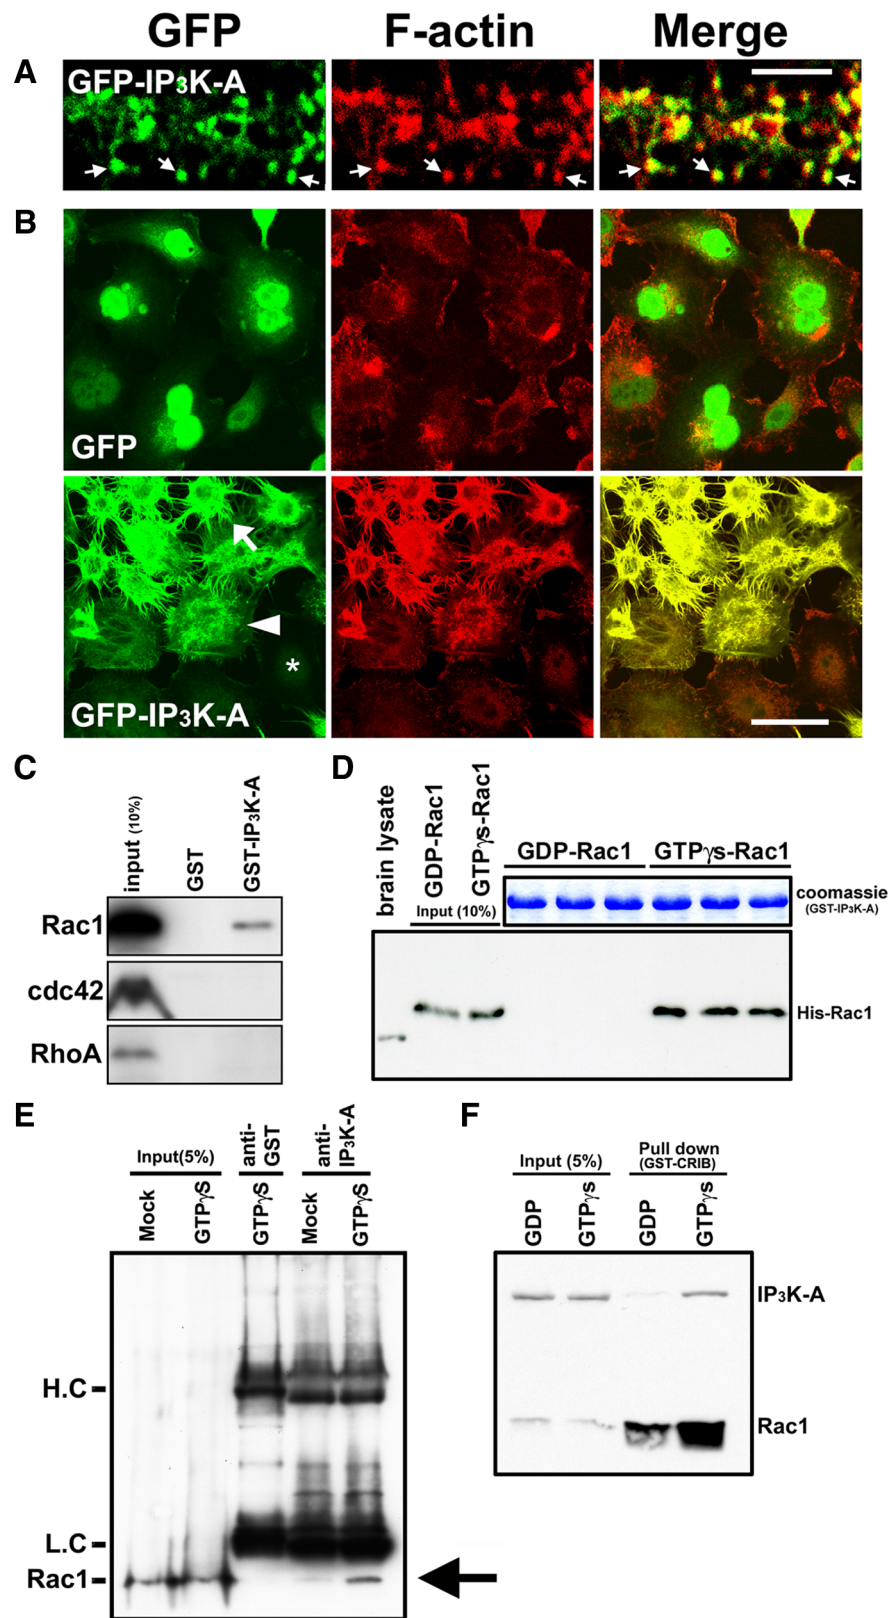 GFP F-actin Merge
A
GFP-IP3K-A
B
GFP
*
GFP-IP3K-A
C
input (10%)
GST
GST-IP3K-A
Rac1
cdc42
RhoA
D
brain lysate
GDP-Rac1
GTPγs-Rac1
Input (10%)
GDP-Rac1 GTPγs-Rac1
coomassie
(GST-IP3K-A)
His-Rac1
E
Input(5%)
anti-
GST
anti-
IP3K-A
Mock
GTPγS
GTPγS
Mock
GTPγS
H.C
L.C
Rac1
F
Input (5%)
Pull down
(GST-CRIB)
GDP
GTPγs
GDP
GTPγs
IP3K-A
Rac1